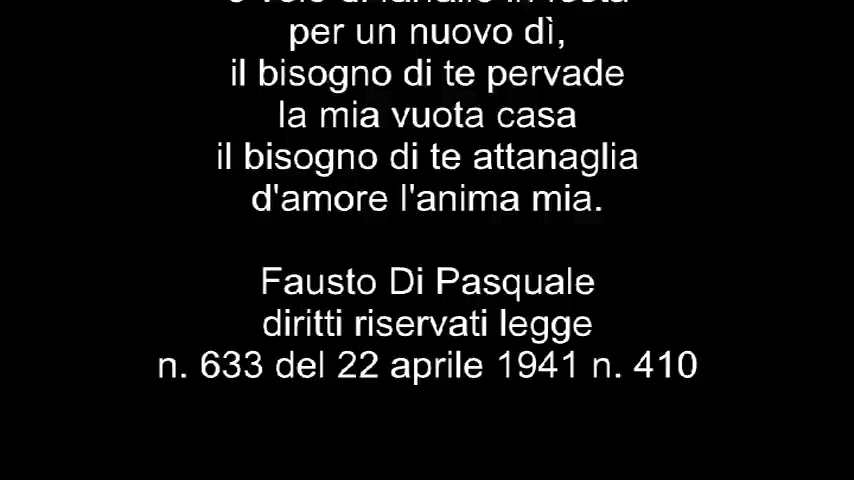 per un nuovo dì,
il bisogno di te pervade
la mia vuota casa
il bisogno di te attanaglia
d'amore l'anima mia.
Fausto Di Pasquale
diritti riservati legge
n. 633 del 22 aprile 1941 n. 410